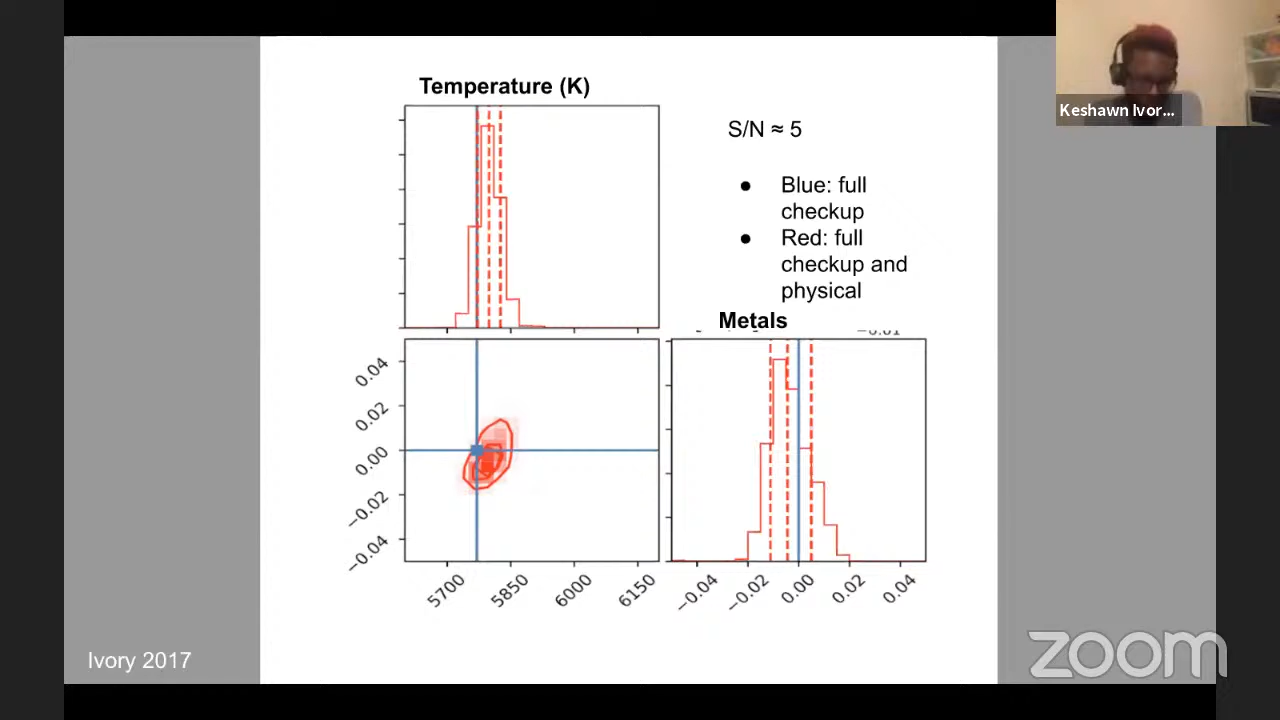 Keshawn Ivor...
Temperature (K)
S/N ≈ 5
● Blue: full
checkup
● Red: full
checkup and
physical
Metals
0.04
0.02
0.00
−0.02
−0.04
5700
5850
6000
6150
−0.04
−0.02
0.00
0.02
0.04
Ivory 2017
zoom